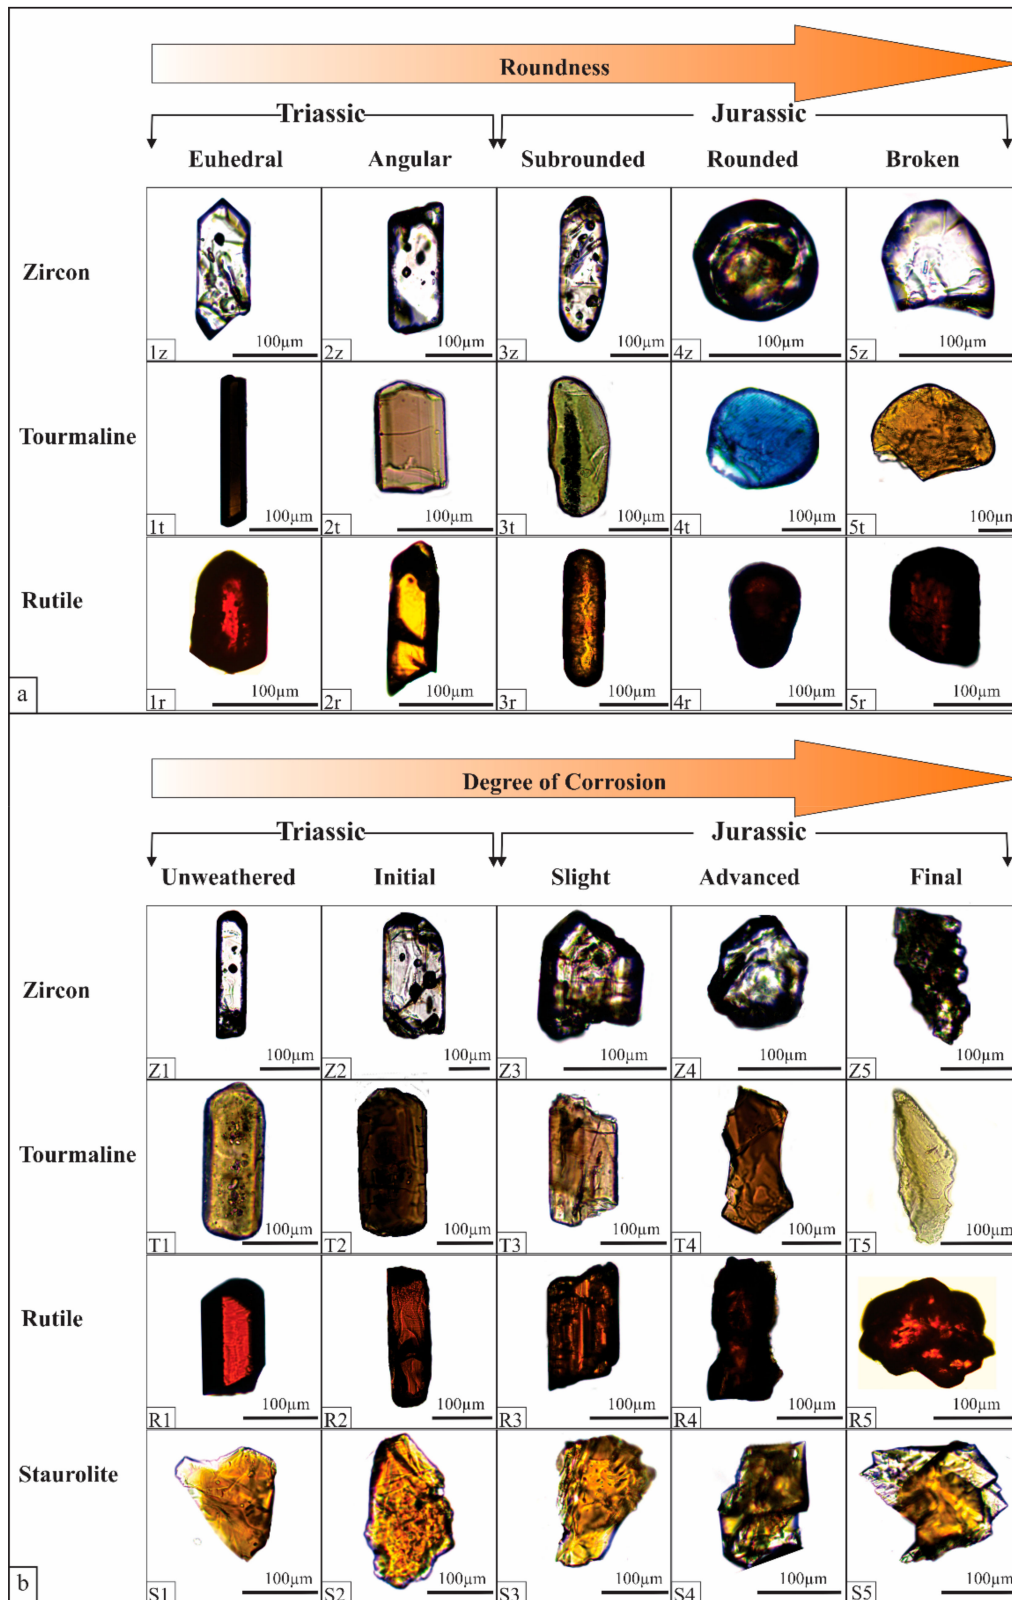 Roundness
Triassic Jurassic
Euhedral Angular Subrounded Rounded Broken
Zircon
100µm 100µm 100µm 100µm 100µm
1z 2z 3z 4z 5z
Tourmaline
100µm 100µm 100µm 100µm 100µm
1t 2t 3t 4t 5t
Rutile
100µm 100µm 100µm 100µm 100µm
a 1r 2r 3r 4r 5r
Degree of Corrosion
Triassic Jurassic
Unweathered Initial Slight Advanced Final
Zircon
100µm 100µm 100µm 100µm 100µm
Z1 Z2 Z3 Z4 Z5
Tourmaline
100µm 100µm 100µm 100µm 100µm
T1 T2 T3 T4 T5
Rutile
100µm 100µm 100µm 100µm 100µm
R1 R2 R3 R4 R5
Staurolite
100µm 100µm 100µm 100µm 100µm
b S1 S2 S3 S4 S5